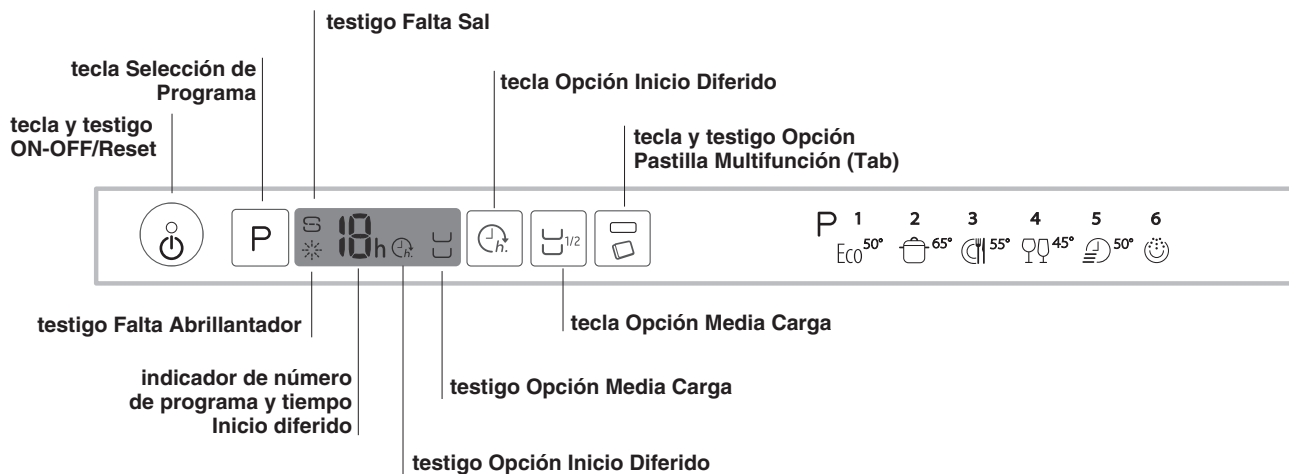 testigo Falta Sal
tecla Selección de
Programa
tecla Opción Inicio Diferido
tecla y testigo
ON-OFF/Reset
tecla y testigo Opción
Pastilla Multifunción (Tab)
P
S
18h
h.
h.
1/2
P 1 2 3 4 5 6
Eco 50° 65° 55° 45° 50°
testigo Falta Abrillantador
tecla Opción Media Carga
indicador de número
de programa y tiempo
Inicio diferido
testigo Opción Media Carga
testigo Opción Inicio Diferido